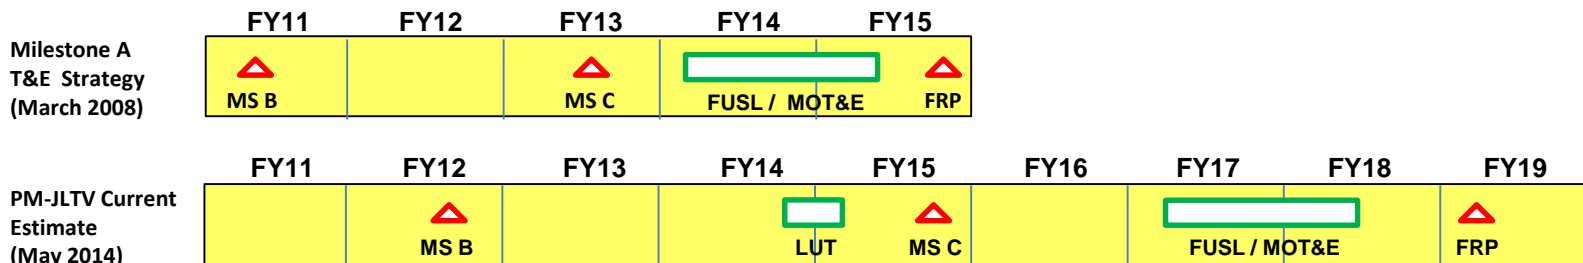 FY11 FY12 FY13 FY14 FY15
Milestone A
T&E Strategy
(March 2008)
MS B MS C FUSL / MOT&E FRP
FY11 FY12 FY13 FY14 FY15 FY16 FY17 FY18 FY19
PM-JLTV Current
Estimate
(May 2014)
MS B LUT MS C FUSL / MOT&E FRP